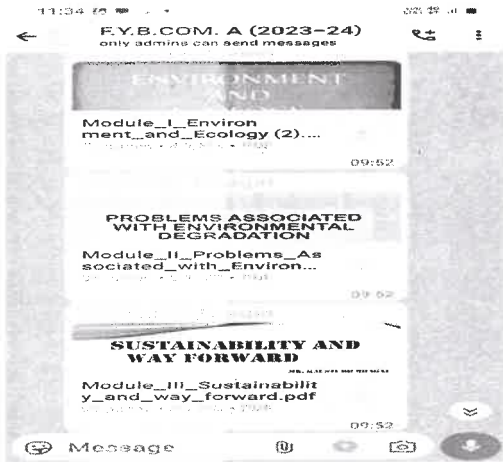 11:34
F.Y.B.COM. A (2023-24)
only admins can send messages
ENVIRONMENT
AND
Module_I_Environ
ment_and_Ecology (2)....
09:52
PROBLEMS ASSOCIATED
WITH ENVIRONMENTAL
DEGRADATION
Module_II_Problems_As
sociated_with_Environ...
09:52
SUSTAINABILITY AND
WAY FORWARD
Module_III_Sustainabilit
y_and_way_forward.pdf
09:52
Message